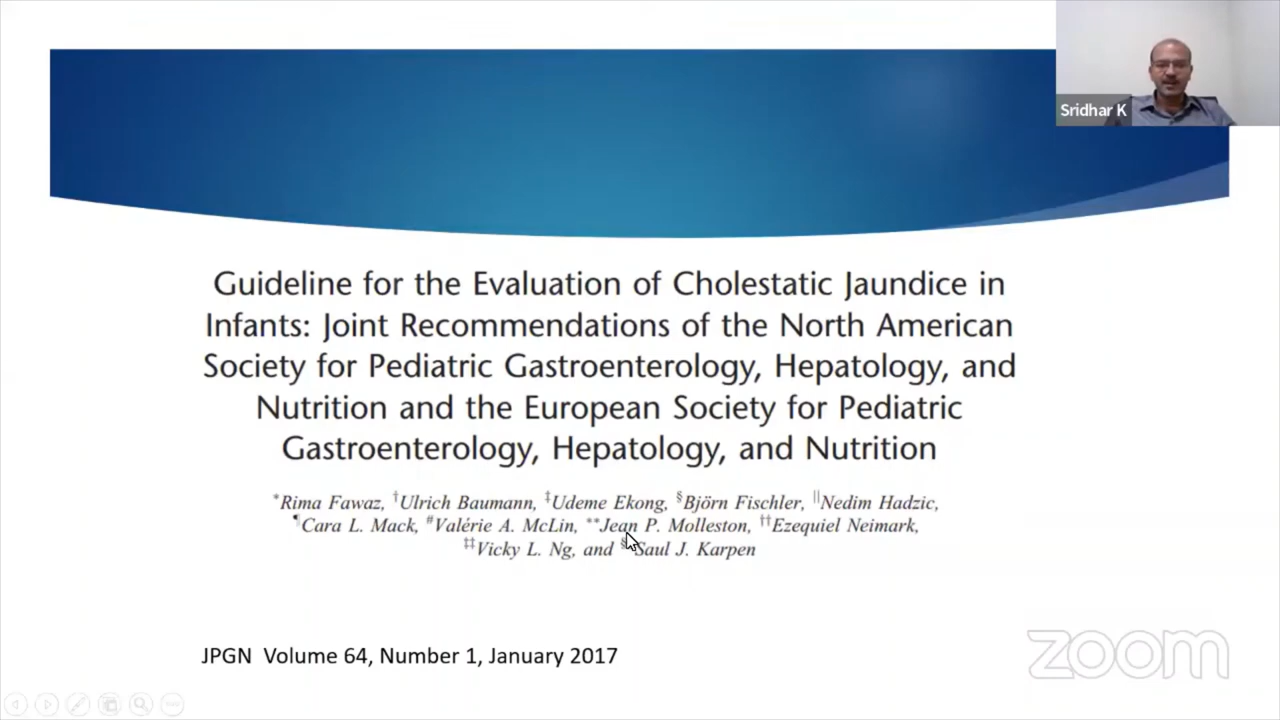 Sridhar K
Guideline for the Evaluation of Cholestatic Jaundice in
Infants: Joint Recommendations of the North American
Society for Pediatric Gastroenterology, Hepatology, and
Nutrition and the European Society for Pediatric
Gastroenterology, Hepatology, and Nutrition
*Rima Fawaz, †Ulrich Baumann, ‡Udeme Ekong, §Björn Fischler, ||Nedim Hadzic,
¶Cara L. Mack, #Valérie A. McLin, **Jean P. Molleston, ††Ezequiel Neimark,
‡‡Vicky L. Ng, and §Saul J. Karpen
JPGN Volume 64, Number 1, January 2017
zoom